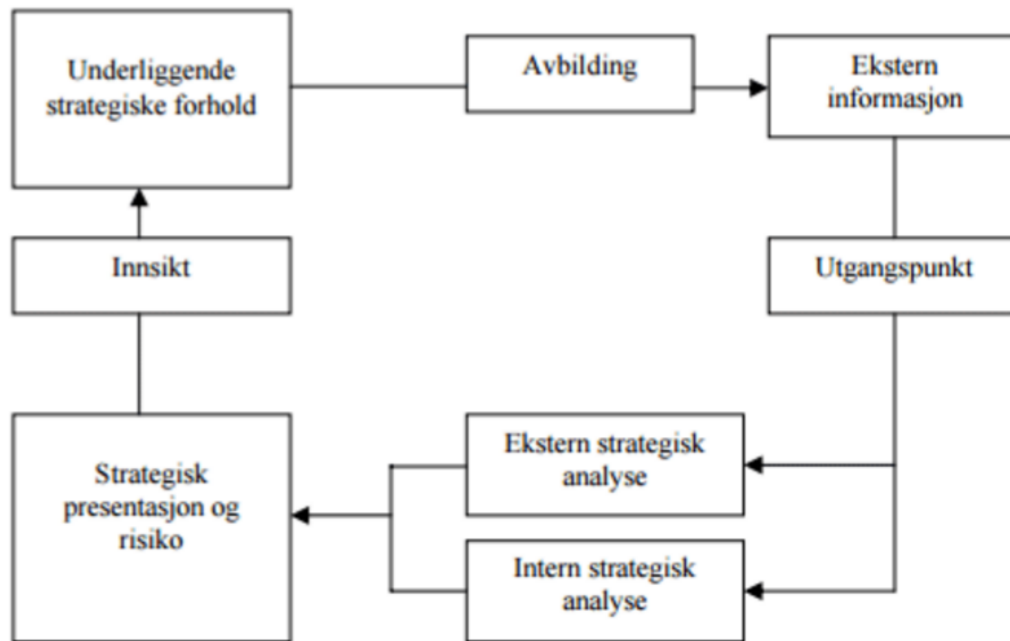 Underliggende
strategiske forhold
Avbilding
Ekstern
informasjon
Innsikt
Utgangspunkt
Strategisk
presentasjon og
risiko
Ekstern strategisk
analyse
Intern strategisk
analyse